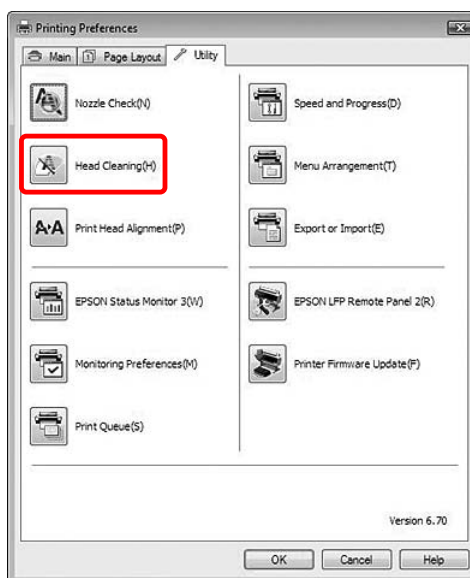 Printing Preferences
Main
Page Layout
Utility
Nozzle Check(N)
Speed and Progress(D)
Head Cleaning(H)
Menu Arrangement(T)
A·A
Print Head Alignment(P)
Export or Import(E)
EPSON Status Monitor 3(W)
EPSON LFP Remote Panel 2(R)
Monitoring Preferences(M)
Printer Firmware Update(F)
Print Queue(S)
Version 6.70
OK
Cancel
Help